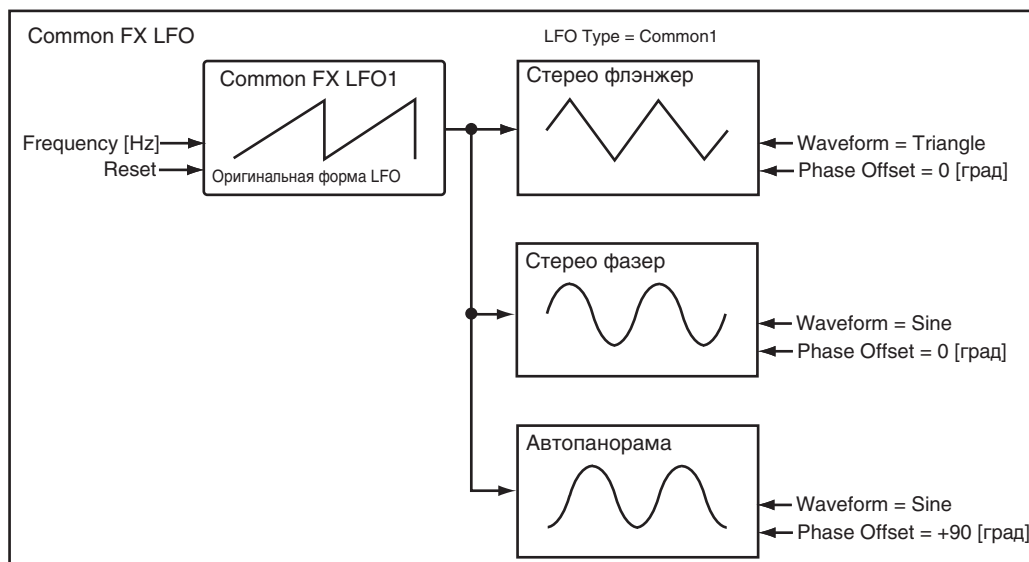 Common FX LFO
LFO Type = Common1
Common FX LFO1
Frequency [Hz]
Reset
Оригинальная форма LFO
Стерео флэнжер
Waveform = Triangle
Phase Offset = 0 [град]
Стерео фазер
Waveform = Sine
Phase Offset = 0 [град]
Автопанорама
Waveform = Sine
Phase Offset = +90 [град]